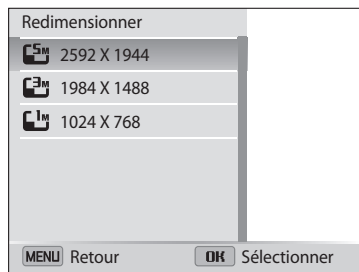 Redimensionner
5M 2592 X 1944
3M 1984 X 1488
1M 1024 X 768
MENU Retour OK Sélectionner